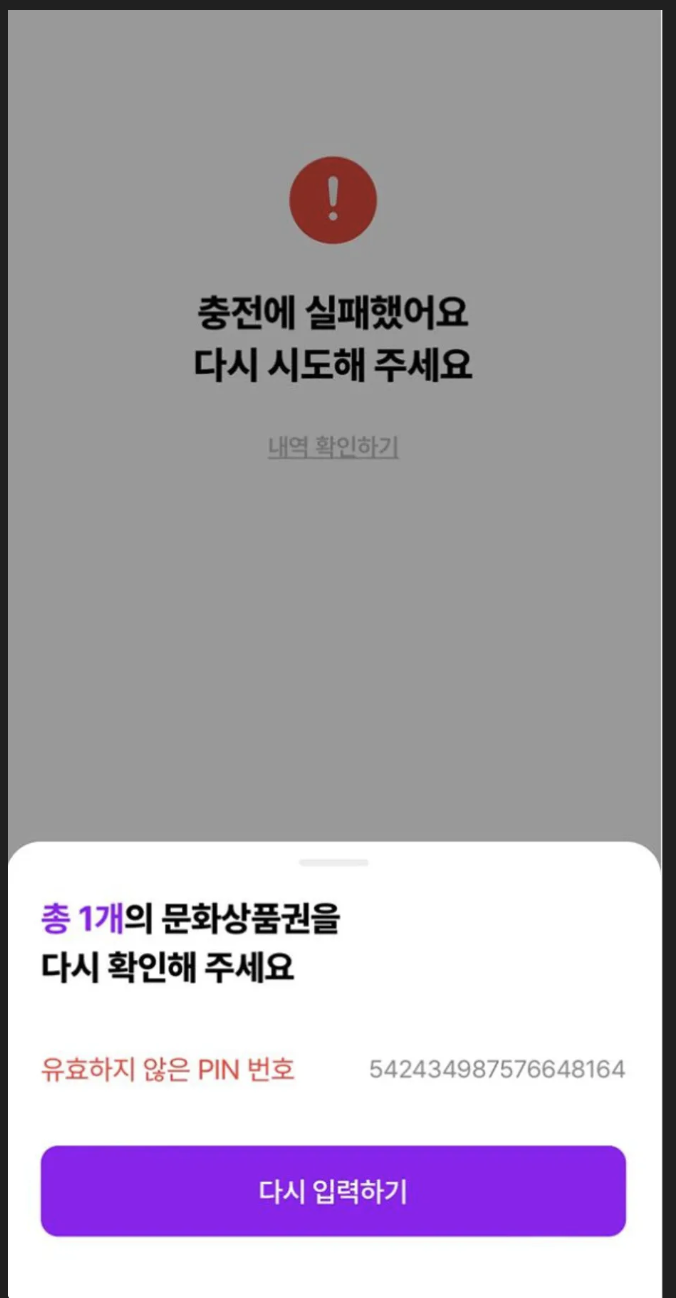 충전에 실패했어요
다시 시도해 주세요
내역 확인하기
총 1개의 문화상품권을
다시 확인해 주세요
유효하지 않은 PIN 번호 542434987576648164
다시 입력하기